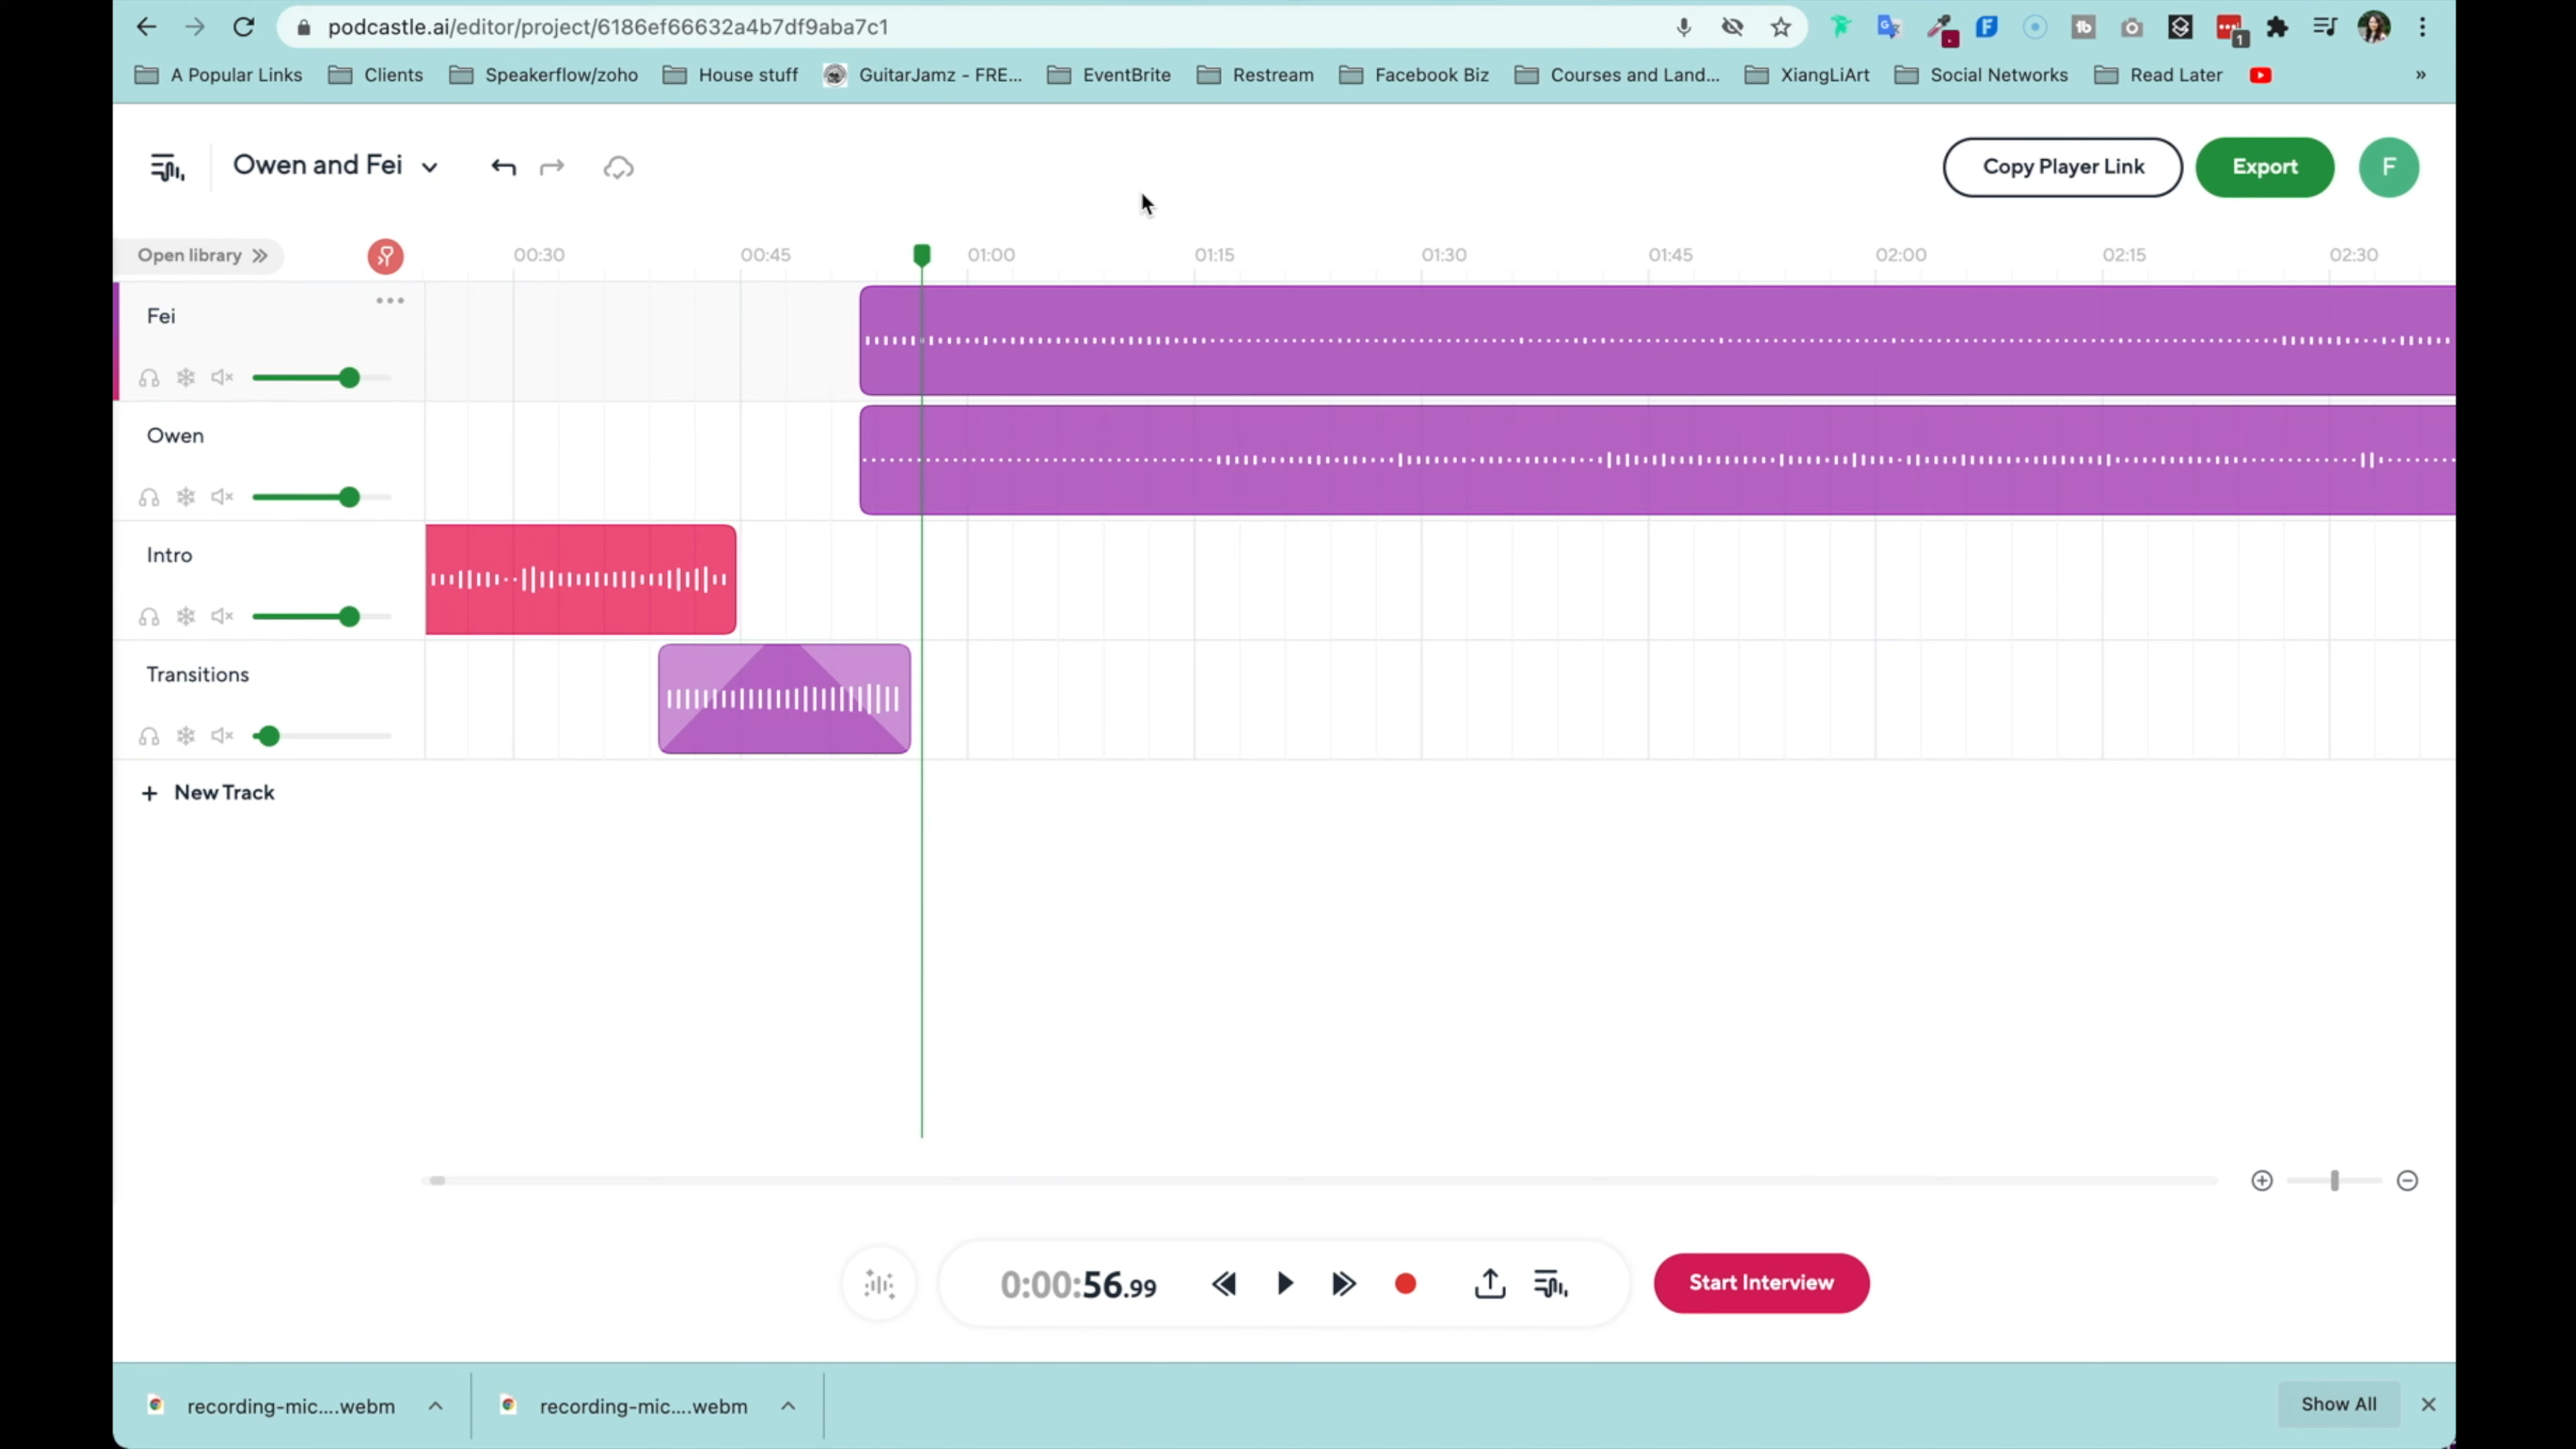 podcastle.ai/editor/project/6186ef66632a4b7df9aba7c1
A Popular Links Clients Speakerflow/zoho House stuff GuitarJamz - FRE... EventBrite Restream Facebook Biz Courses and Land... XiangLiArt Social Networks Read Later »
Owen and Fei Copy Player Link Export F
Open library 00:30 00:45 01:00 01:15 01:30 01:45 02:00 02:15 02:30
Fei
Owen
Intro
Transitions
+ New Track
0:00:56.99 Start Interview
recording-mic....webm recording-mic....webm Show All